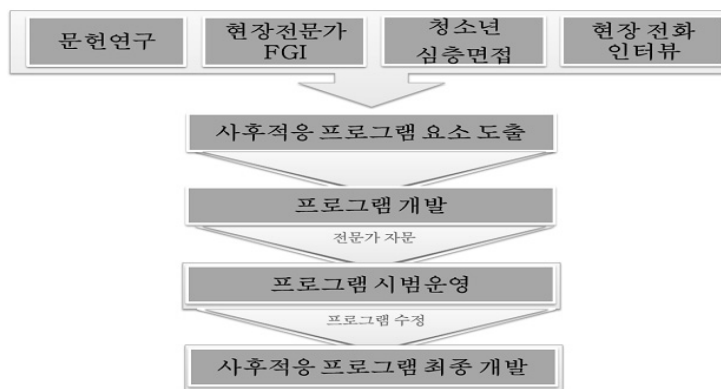 문헌연구
현장전문가
FGI
청소년
심층면접
현장 전화
인터뷰
사후적응 프로그램 요소 도출
프로그램 개발
전문가 자문
프로그램 시범운영
프로그램 수정
사후적응 프로그램 최종 개발